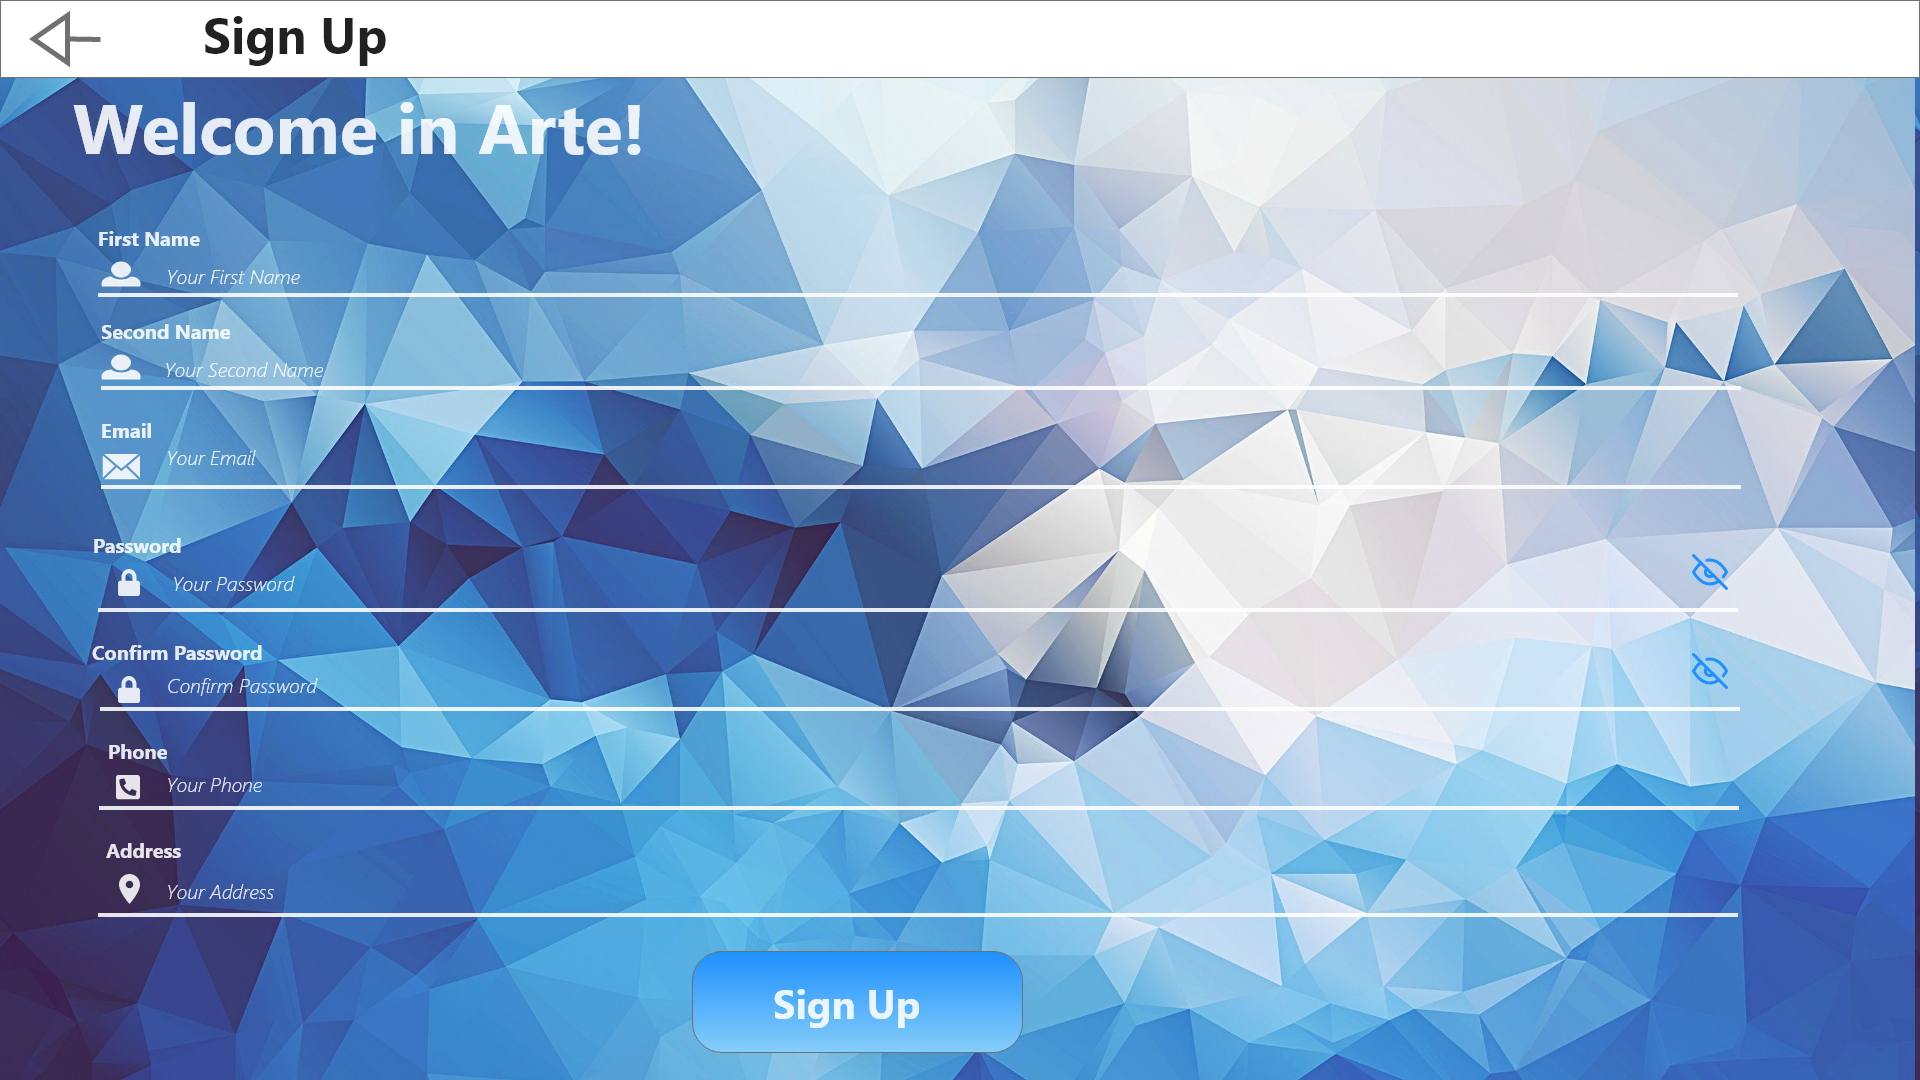 Sign Up
Welcome in Arte!
First Name
Your First Name
Second Name
Your Second Name
Email
Your Email
Password
Your Password
Confirm Password
Confirm Password
Phone
Your Phone
Address
Your Address
Sign Up